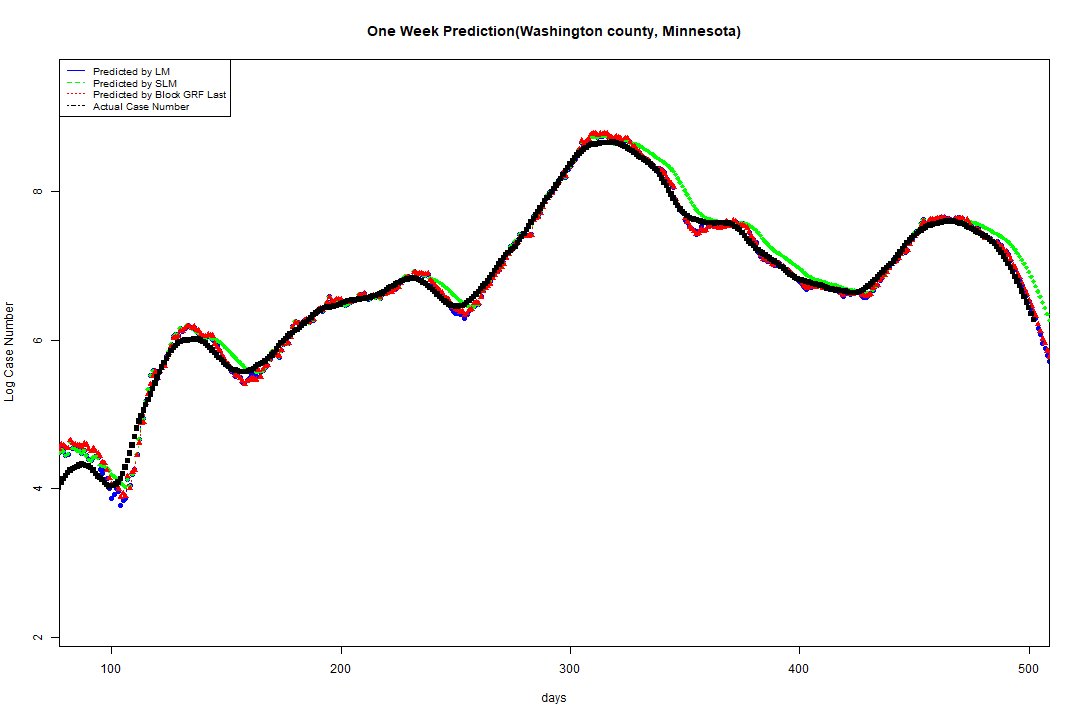 One Week Prediction(Washington county, Minnesota)
Predicted by LM
Predicted by SLM
Predicted by Block GRF Last
Actual Case Number
8
6
4
2
Log Case Number
100 200 300 400 500
days